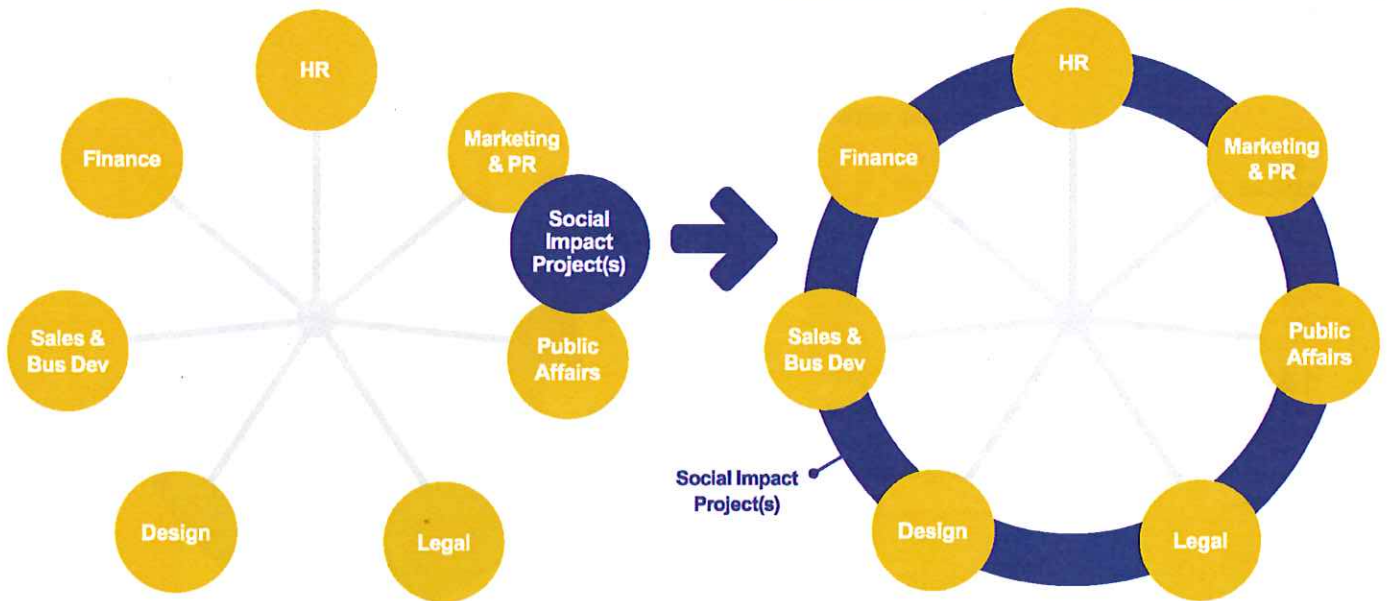 HR
Finance
Marketing
& PR
Social
Impact
Project(s)
Sales &
Bus Dev
Public
Affairs
Design
Legal
HR
Finance
Marketing
& PR
Sales &
Bus Dev
Public
Affairs
Social Impact
Project(s)
Design
Legal